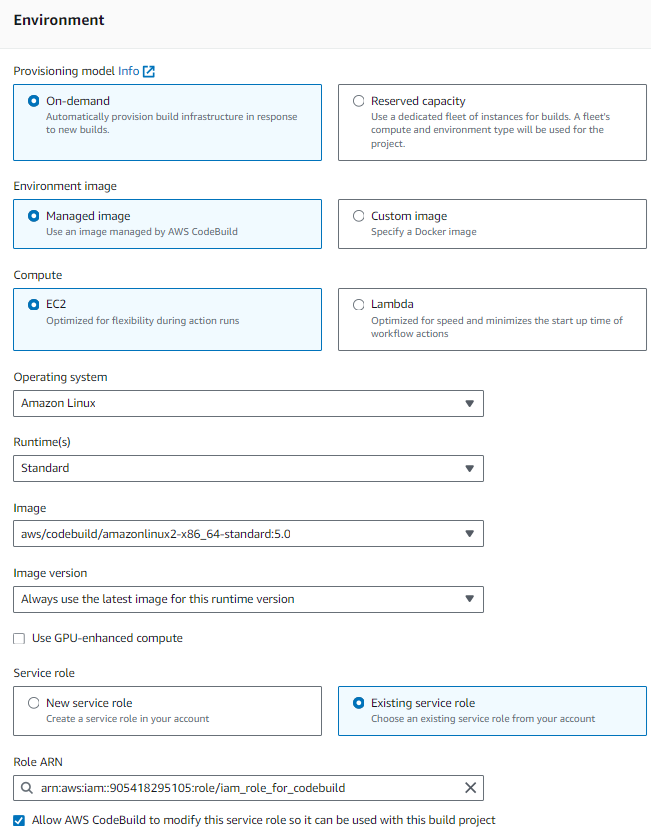 Environment
Provisioning model Info
On-demand
Automatically provision build infrastructure in response
to new builds.
Reserved capacity
Use a dedicated fleet of instances for builds. A fleet's
compute and environment type will be used for the
project.
Environment image
Managed image
Use an image managed by AWS CodeBuild
Custom image
Specify a Docker image
Compute
EC2
Optimized for flexibility during action runs
Lambda
Optimized for speed and minimizes the start up time of
workflow actions
Operating system
Amazon Linux
Runtime(s)
Standard
Image
aws/codebuild/amazonlinux2-x86_64-standard:5.0
Image version
Always use the latest image for this runtime version
Use GPU-enhanced compute
Service role
New service role
Create a service role in your account
Existing service role
Choose an existing service role from your account
Role ARN
arn:aws:iam::905418295105:role/iam_role_for_codebuild
Allow AWS CodeBuild to modify this service role so it can be used with this build project